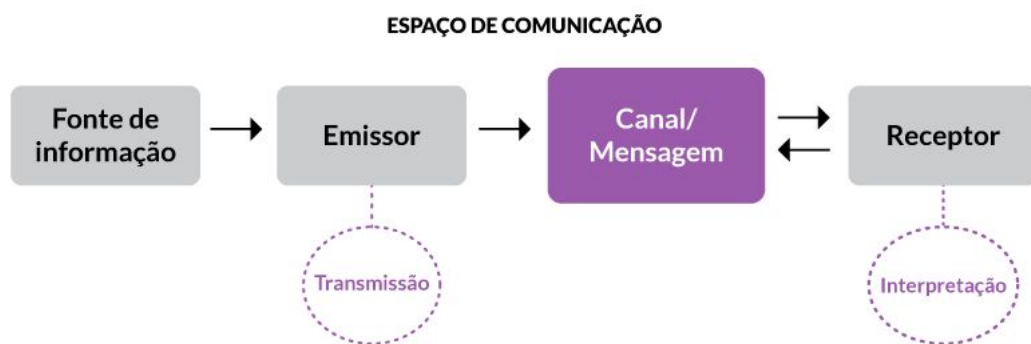 ESPAÇO DE COMUNICAÇÃO
Fonte de
informação
Emissor
Canal/
Mensagem
Receptor
Transmissão
Interpretação